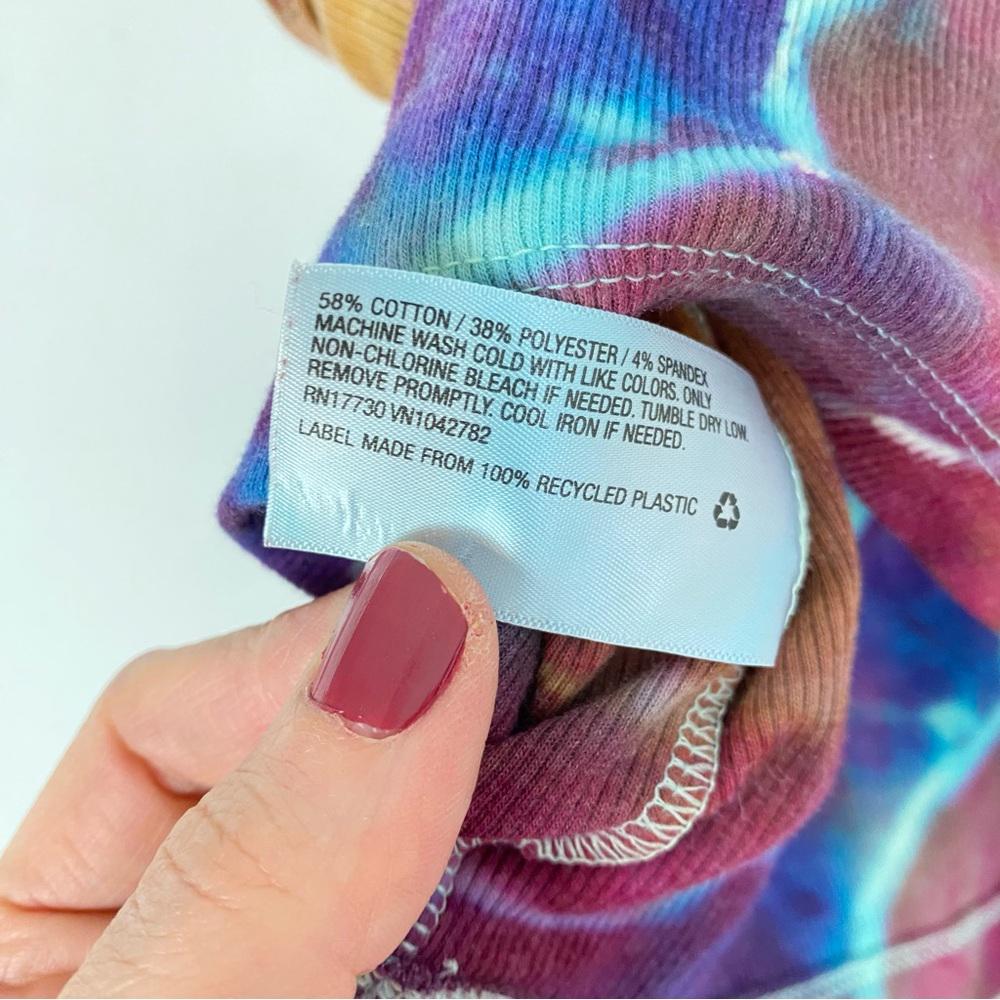 58% COTTON / 38% POLYESTER / 4% SPANDEX
MACHINE WASH COLD WITH LIKE COLORS. ONLY
NON-CHLORINE BLEACH IF NEEDED. TUMBLE DRY LOW.
REMOVE PROMPTLY. COOL IRON IF NEEDED.
RN17730 VN1042782
LABEL MADE FROM 100% RECYCLED PLASTIC